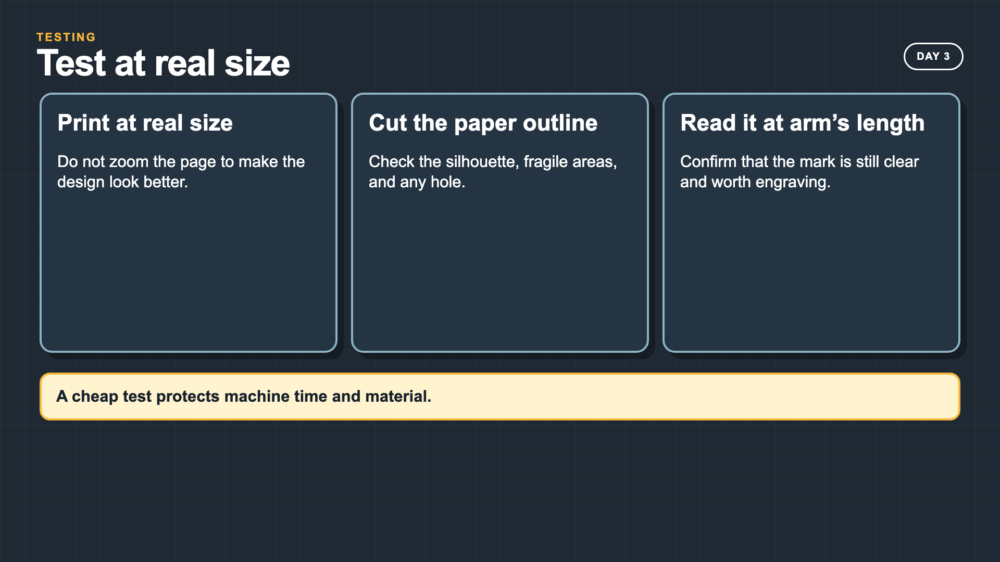 TESTING
Test at real size
DAY 3
Print at real size
Do not zoom the page to make the
design look better.
Cut the paper outline
Check the silhouette, fragile areas,
and any hole.
Read it at arm’s length
Confirm that the mark is still clear
and worth engraving.
A cheap test protects machine time and material.